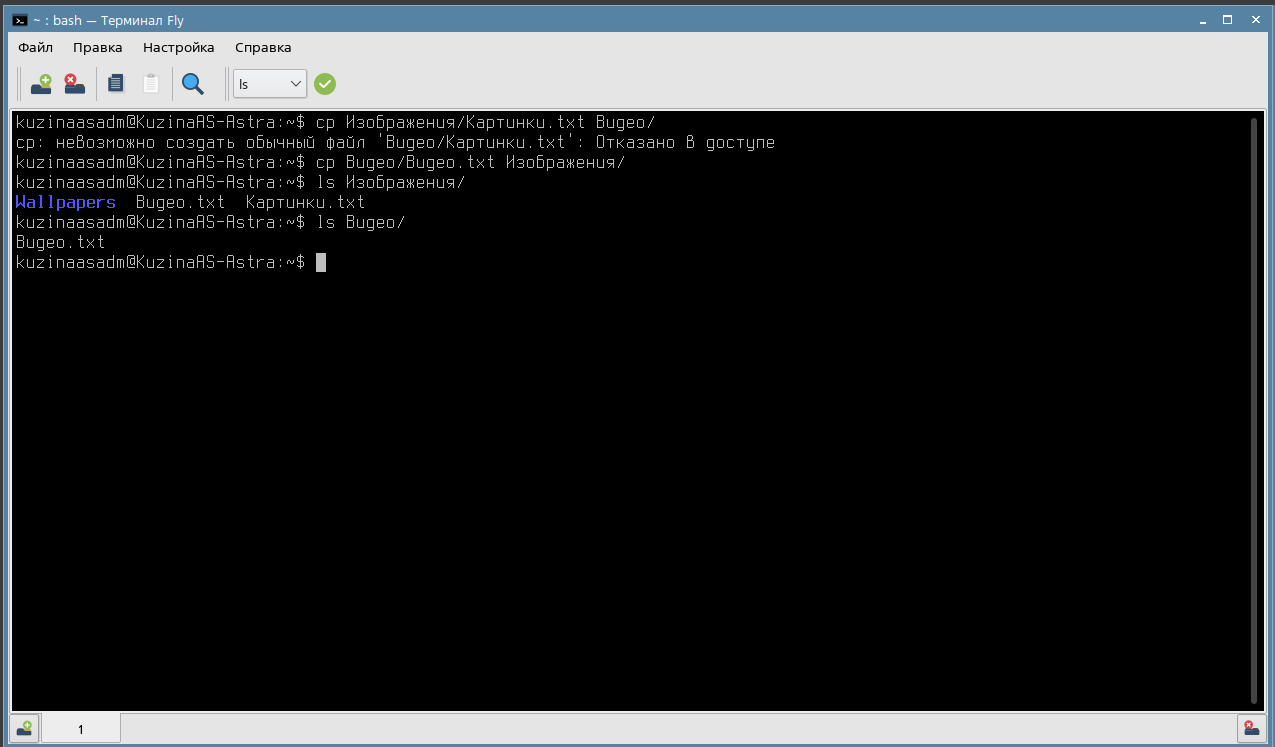 ~ : bash — Терминал Fly
Файл Правка Настройка Справка
ls
kuzinaasadm@KuzinaAS-Astra:~$ cp Изображения/Картинки.txt Видео/
cp: невозможно создать обычный файл 'Видео/Картинки.txt': Отказано в доступе
kuzinaasadm@KuzinaAS-Astra:~$ cp Видео/Видео.txt Изображения/
kuzinaasadm@KuzinaAS-Astra:~$ ls Изображения/
Wallpapers Видео.txt Картинки.txt
kuzinaasadm@KuzinaAS-Astra:~$ ls Видео/
Видео.txt
kuzinaasadm@KuzinaAS-Astra:~$
1